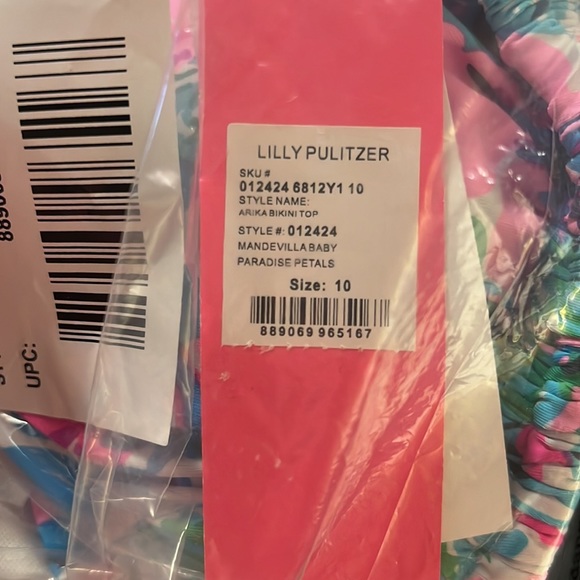 LILLY PULITZER
SKU #
012424 6812Y1 10
STYLE NAME:
ARIKA BIKINI TOP
STYLE #: 012424
MANDEVILLA BABY
PARADISE PETALS
Size: 10
889069 965167
UPC: